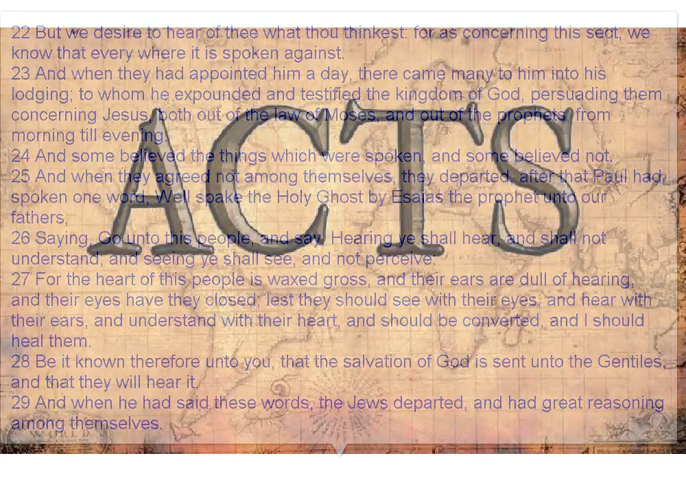 22 But we desire to hear of thee what thou thinkest: for as concerning this sect, we
know that every where it is spoken against.
23 And when they had appointed him a day, there came many to him into his
lodging; to whom he expounded and testified the kingdom of God, persuading them
concerning Jesus, both out of the law of Moses, and out of the prophets, from
morning till evening.
24 And some believed the things which were spoken, and some believed not.
25 And when they agreed not among themselves, they departed, after that Paul had
spoken one word, Well spake the Holy Ghost by Esaias the prophet unto our
fathers,
ACTS
26 Saying, Go unto this people, and say, Hearing ye shall hear, and shall not
understand; and seeing ye shall see, and not perceive:
27 For the heart of this people is waxed gross, and their ears are dull of hearing,
and their eyes have they closed; lest they should see with their eyes, and hear with
their ears, and understand with their heart, and should be converted, and I should
heal them.
28 Be it known therefore unto you, that the salvation of God is sent unto the Gentiles,
and that they will hear it.
29 And when he had said these words, the Jews departed, and had great reasoning
among themselves.
WORLD